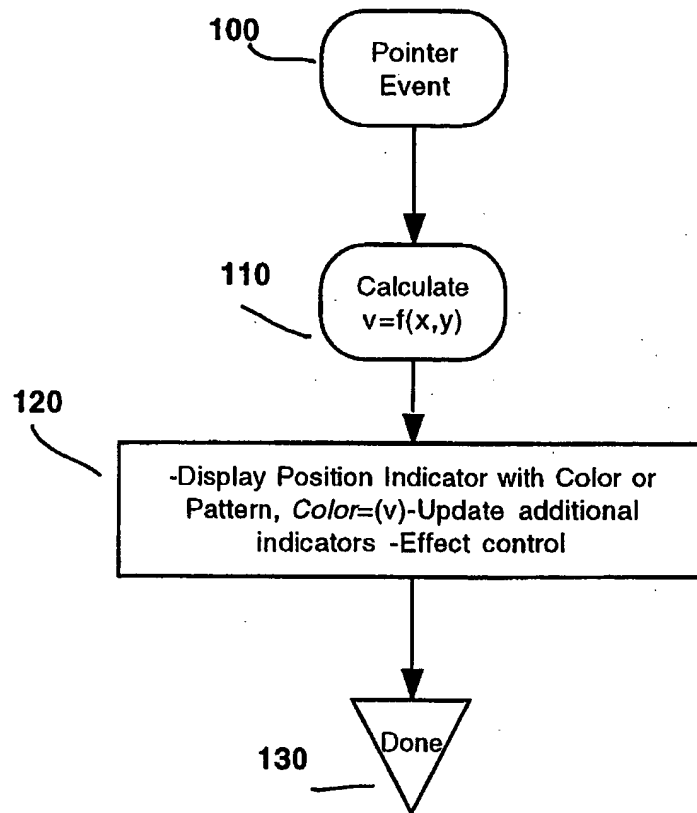 100
Pointer
Event
110
Calculate
v=f(x,y)
120
-Display Position Indicator with Color or
Pattern, Color=(v)-Update additional
indicators -Effect control
Done
130